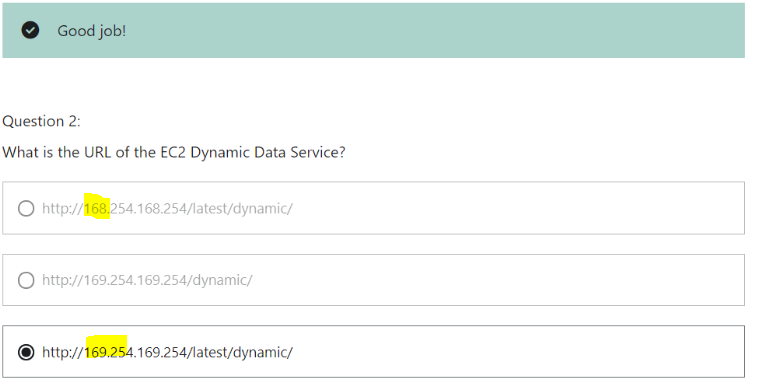 Good job!
Question 2:
What is the URL of the EC2 Dynamic Data Service?
http://168.254.168.254/latest/dynamic/
http://169.254.169.254/dynamic/
http://169.254.169.254/latest/dynamic/